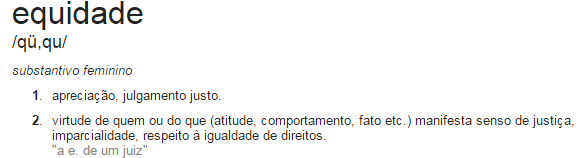 equidade
/qü,qu/
substantivo feminino
1. apreciação, julgamento justo.
2. virtude de quem ou do que (atitude, comportamento, fato etc.) manifesta senso de justiça,
imparcialidade, respeito à igualdade de direitos.
"a e. de um juiz"